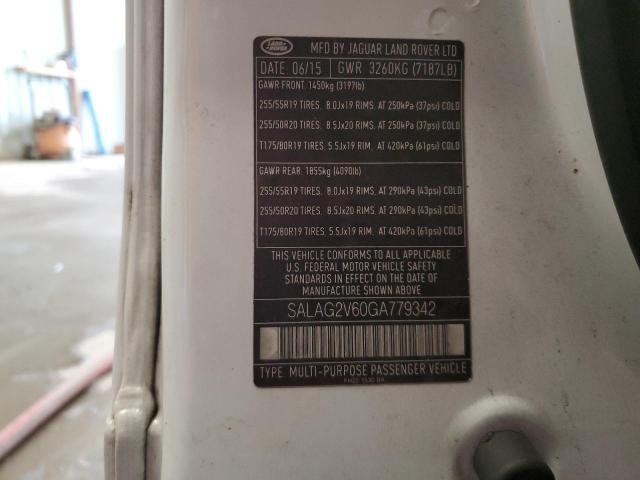 LAND ROVER
MFD BY JAGUAR LAND ROVER LTD
DATE 06/15 GWR 3260KG (7187LB)
GAWR FRONT. 1450kg (3197lb)
255/55R19 TIRES. 8.0Jx19 RIMS. AT 250kPa (37psi) COLD
255/50R20 TIRES. 8.5Jx20 RIMS. AT 250kPa (37psi) COLD
T175/80R19 TIRES. 5.5Jx19 RIM. AT 420kPa (61psi) COLD
GAWR REAR. 1855kg (4090lb)
255/55R19 TIRES. 8.0Jx19 RIMS. AT 290kPa (43psi) COLD
255/50R20 TIRES. 8.5Jx20 RIMS. AT 290kPa (43psi) COLD
T175/80R19 TIRES. 5.5Jx19 RIM. AT 420kPa (61psi) COLD
THIS VEHICLE CONFORMS TO ALL APPLICABLE
U.S. FEDERAL MOTOR VEHICLE SAFETY
STANDARDS IN EFFECT ON THE DATE OF
MANUFACTURE SHOWN ABOVE
SALAG2V60GA779342
TYPE MULTI-PURPOSE PASSENGER VEHICLE